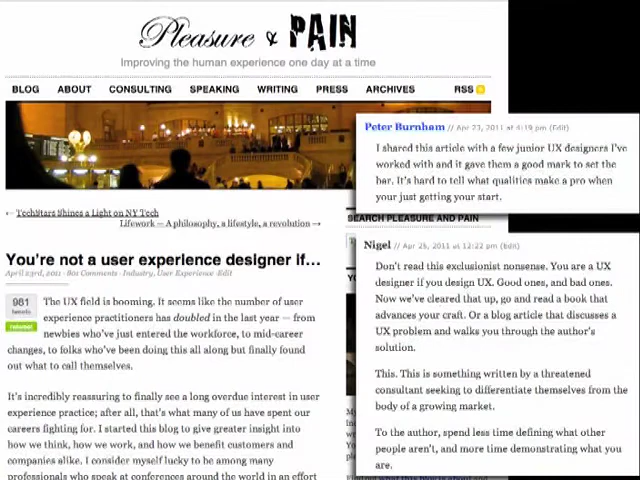 Pleasure & PAIN
Improving the human experience one day at a time
BLOG ABOUT CONSULTING SPEAKING WRITING PRESS ARCHIVES RSS
← TechStars Shines a Light on NY Tech
Lifework – A philosophy, a lifestyle, a revolution →
SEARCH PLEASURE AND PAIN
You're not a user experience designer if...
April 23rd, 2011 · 801 Comments · Industry, User Experience · Edit
981
tweets
retweet
The UX field is booming. It seems like the number of user
experience practitioners has doubled in the last year — from
newbies who've just entered the workforce, to mid-career
changes, to folks who've been doing this all along but finally found
out what to call themselves.
It's incredibly reassuring to finally see a long overdue interest in user
experience practice; after all, that's what many of us have spent our
careers fighting for. I started this blog to give greater insight into
how we think, how we work, and how we benefit customers and
companies alike. I consider myself lucky to be among many
professionals who speak at conferences around the world in an effort
Peter Burnham // Apr 23, 2011 at 4:19 pm (Edit)
I shared this article with a few junior UX designers I've
worked with and it gave them a good mark to set the
bar. It's hard to tell what qualities make a pro when
your just getting your start.
Nigel // Apr 25, 2011 at 12:22 pm (Edit)
Don't read this exclusionist nonsense. You are a UX
designer if you design UX. Good ones, and bad ones.
Now we've cleared that up, go and read a book that
advances your craft. Or a blog article that discusses a
UX problem and walks you through the author's
solution.
This. This is something written by a threatened
consultant seeking to differentiate themselves from the
body of a growing market.
To the author, spend less time defining what other
people aren't, and more time demonstrating what you
are.